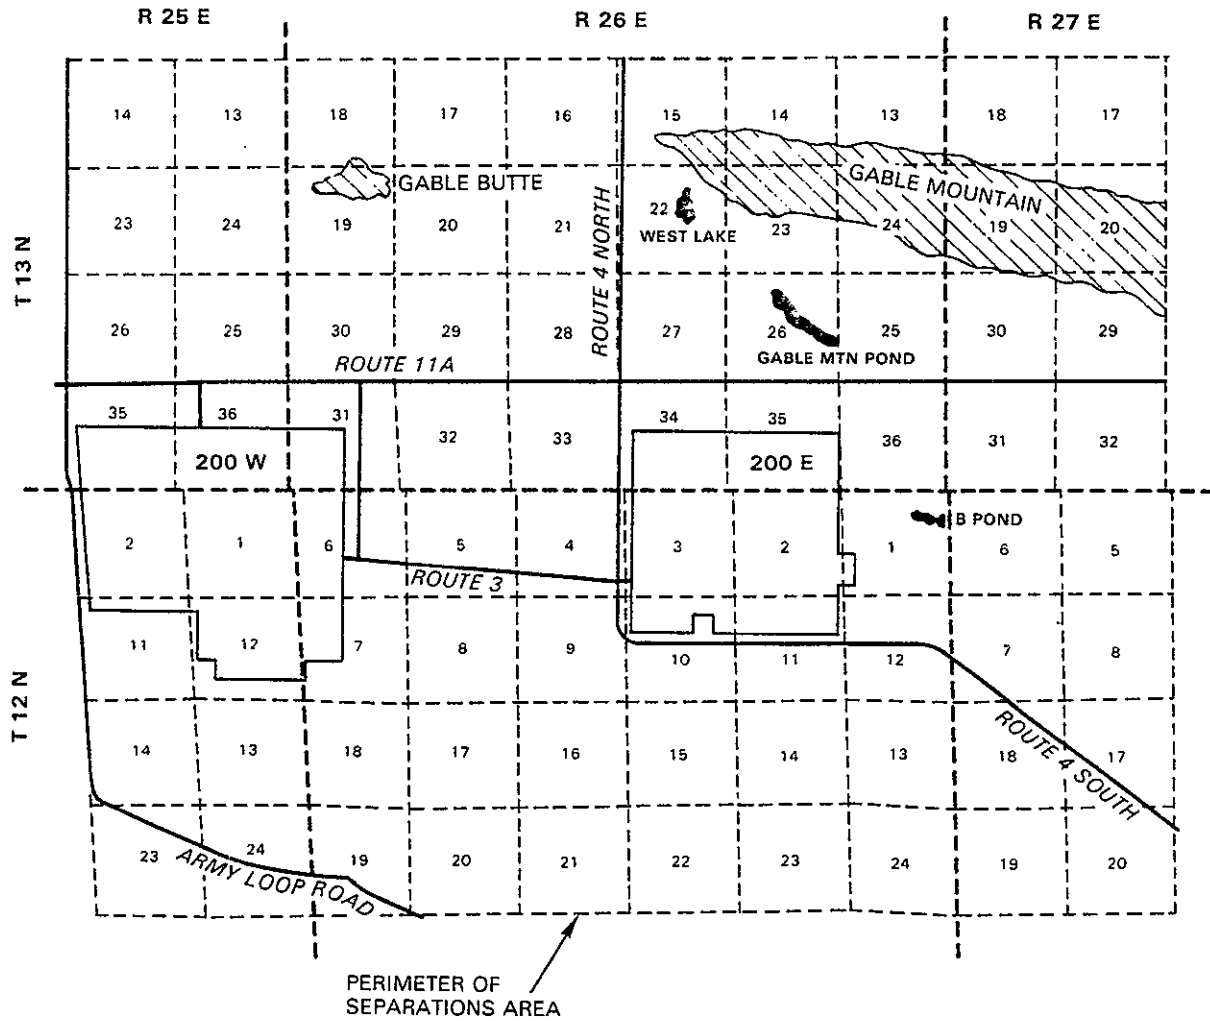 R 25 E R 26 E R 27 E
14 13 18 17 16 15 14 13 18 17
GABLE BUTTE
GABLE MOUNTAIN
T 13 N
23 24 19 20 21 22 23 24 19 20
WEST LAKE
ROUTE 4 NORTH
26 25 30 29 28 27 26 25 30 29
GABLE MTN POND
ROUTE 11A
35 36 31 32 33 34 35 36 31 32
200 W 200 E
B POND
2 1 6 5 4 3 2 1 6 5
ROUTE 3
11 12 7 8 9 10 11 12 7 8
T 12 N
14 13 18 17 16 15 14 13 18 17
ROUTE 4 SOUTH
23 24 19 20 21 22 23 24 19 20
ARMY LOOP ROAD
PERIMETER OF
SEPARATIONS AREA